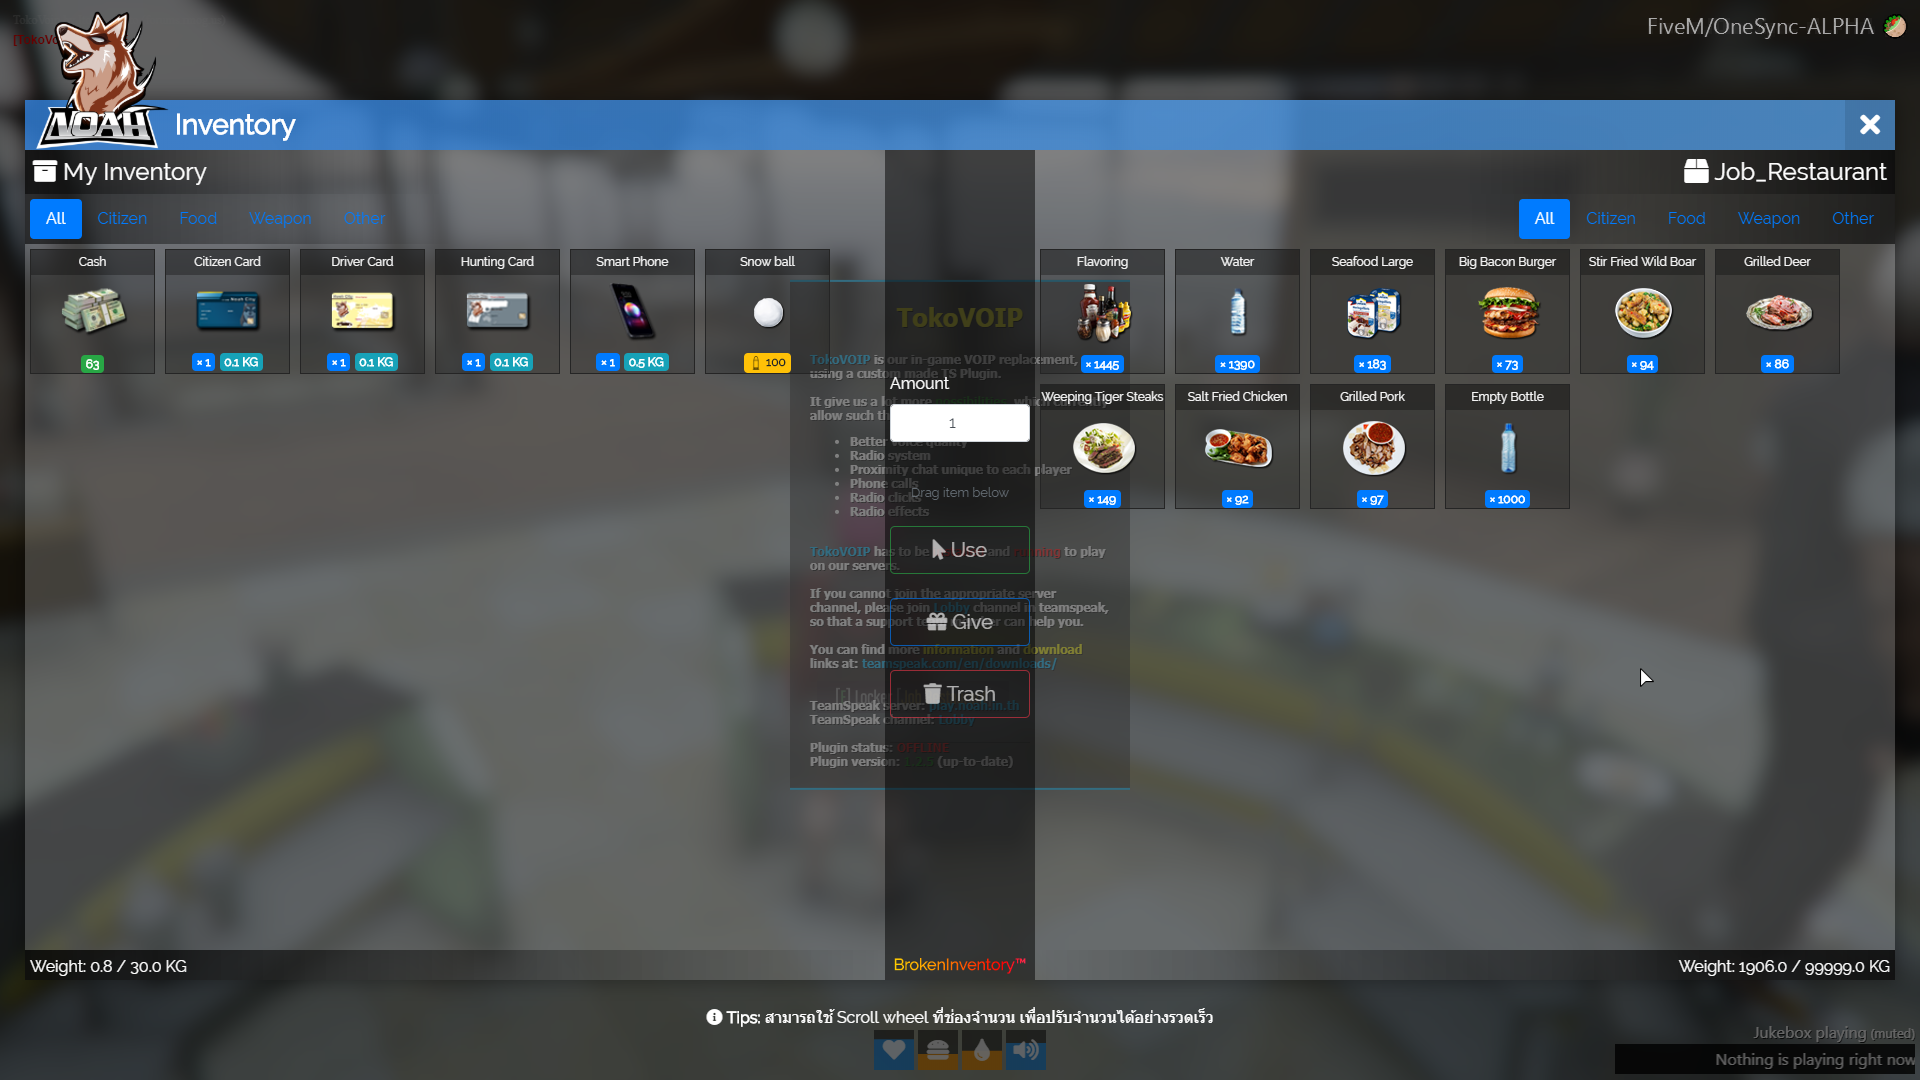 FiveM/OneSync-ALPHA
NOAH
Inventory
My Inventory
Job_Restaurant
All Citizen Food Weapon Other
All Citizen Food Weapon Other
Cash
63
Citizen Card
× 1 0.1 KG
Driver Card
× 1 0.1 KG
Hunting Card
× 1 0.1 KG
Smart Phone
× 1 0.5 KG
Snow ball
100
Flavoring
× 1445
Water
× 1390
Seafood Large
× 183
Big Bacon Burger
× 73
Stir Fried Wild Boar
× 94
Grilled Deer
× 86
Weeping Tiger Steaks
× 149
Salt Fried Chicken
× 92
Grilled Pork
× 97
Empty Bottle
× 1000
Amount
1
Drag item below
Use
Give
Trash
TokoVOIP
TokoVOIP is our in-game VOIP replacement,
using a custom made TS Plugin.
It give us a lot more
allow such
• Better voice quality
• Radio system
• Proximity chat unique to each player
• Phone calls
• Radio clicks
• Radio effects
TokoVOIP has to be and running to play
on our servers.
If you cannot join the appropriate server
channel, please join Lobby channel in teamspeak,
so that a support can help you.
You can find more information and download
links at: teamspeak.com/en/downloads/
[E] Locker
TeamSpeak server: play.noah.in.th
TeamSpeak channel: Lobby
Plugin status: OFFLINE
Plugin version: (up-to-date)
BrokenInventory™
Weight: 0.8 / 30.0 KG
Weight: 1906.0 / 99999.0 KG
Tips: สามารถใช้ Scroll wheel ที่ช่องจำนวน เพื่อปรับจำนวนได้อย่างรวดเร็ว
Jukebox playing (muted)
Nothing is playing right now